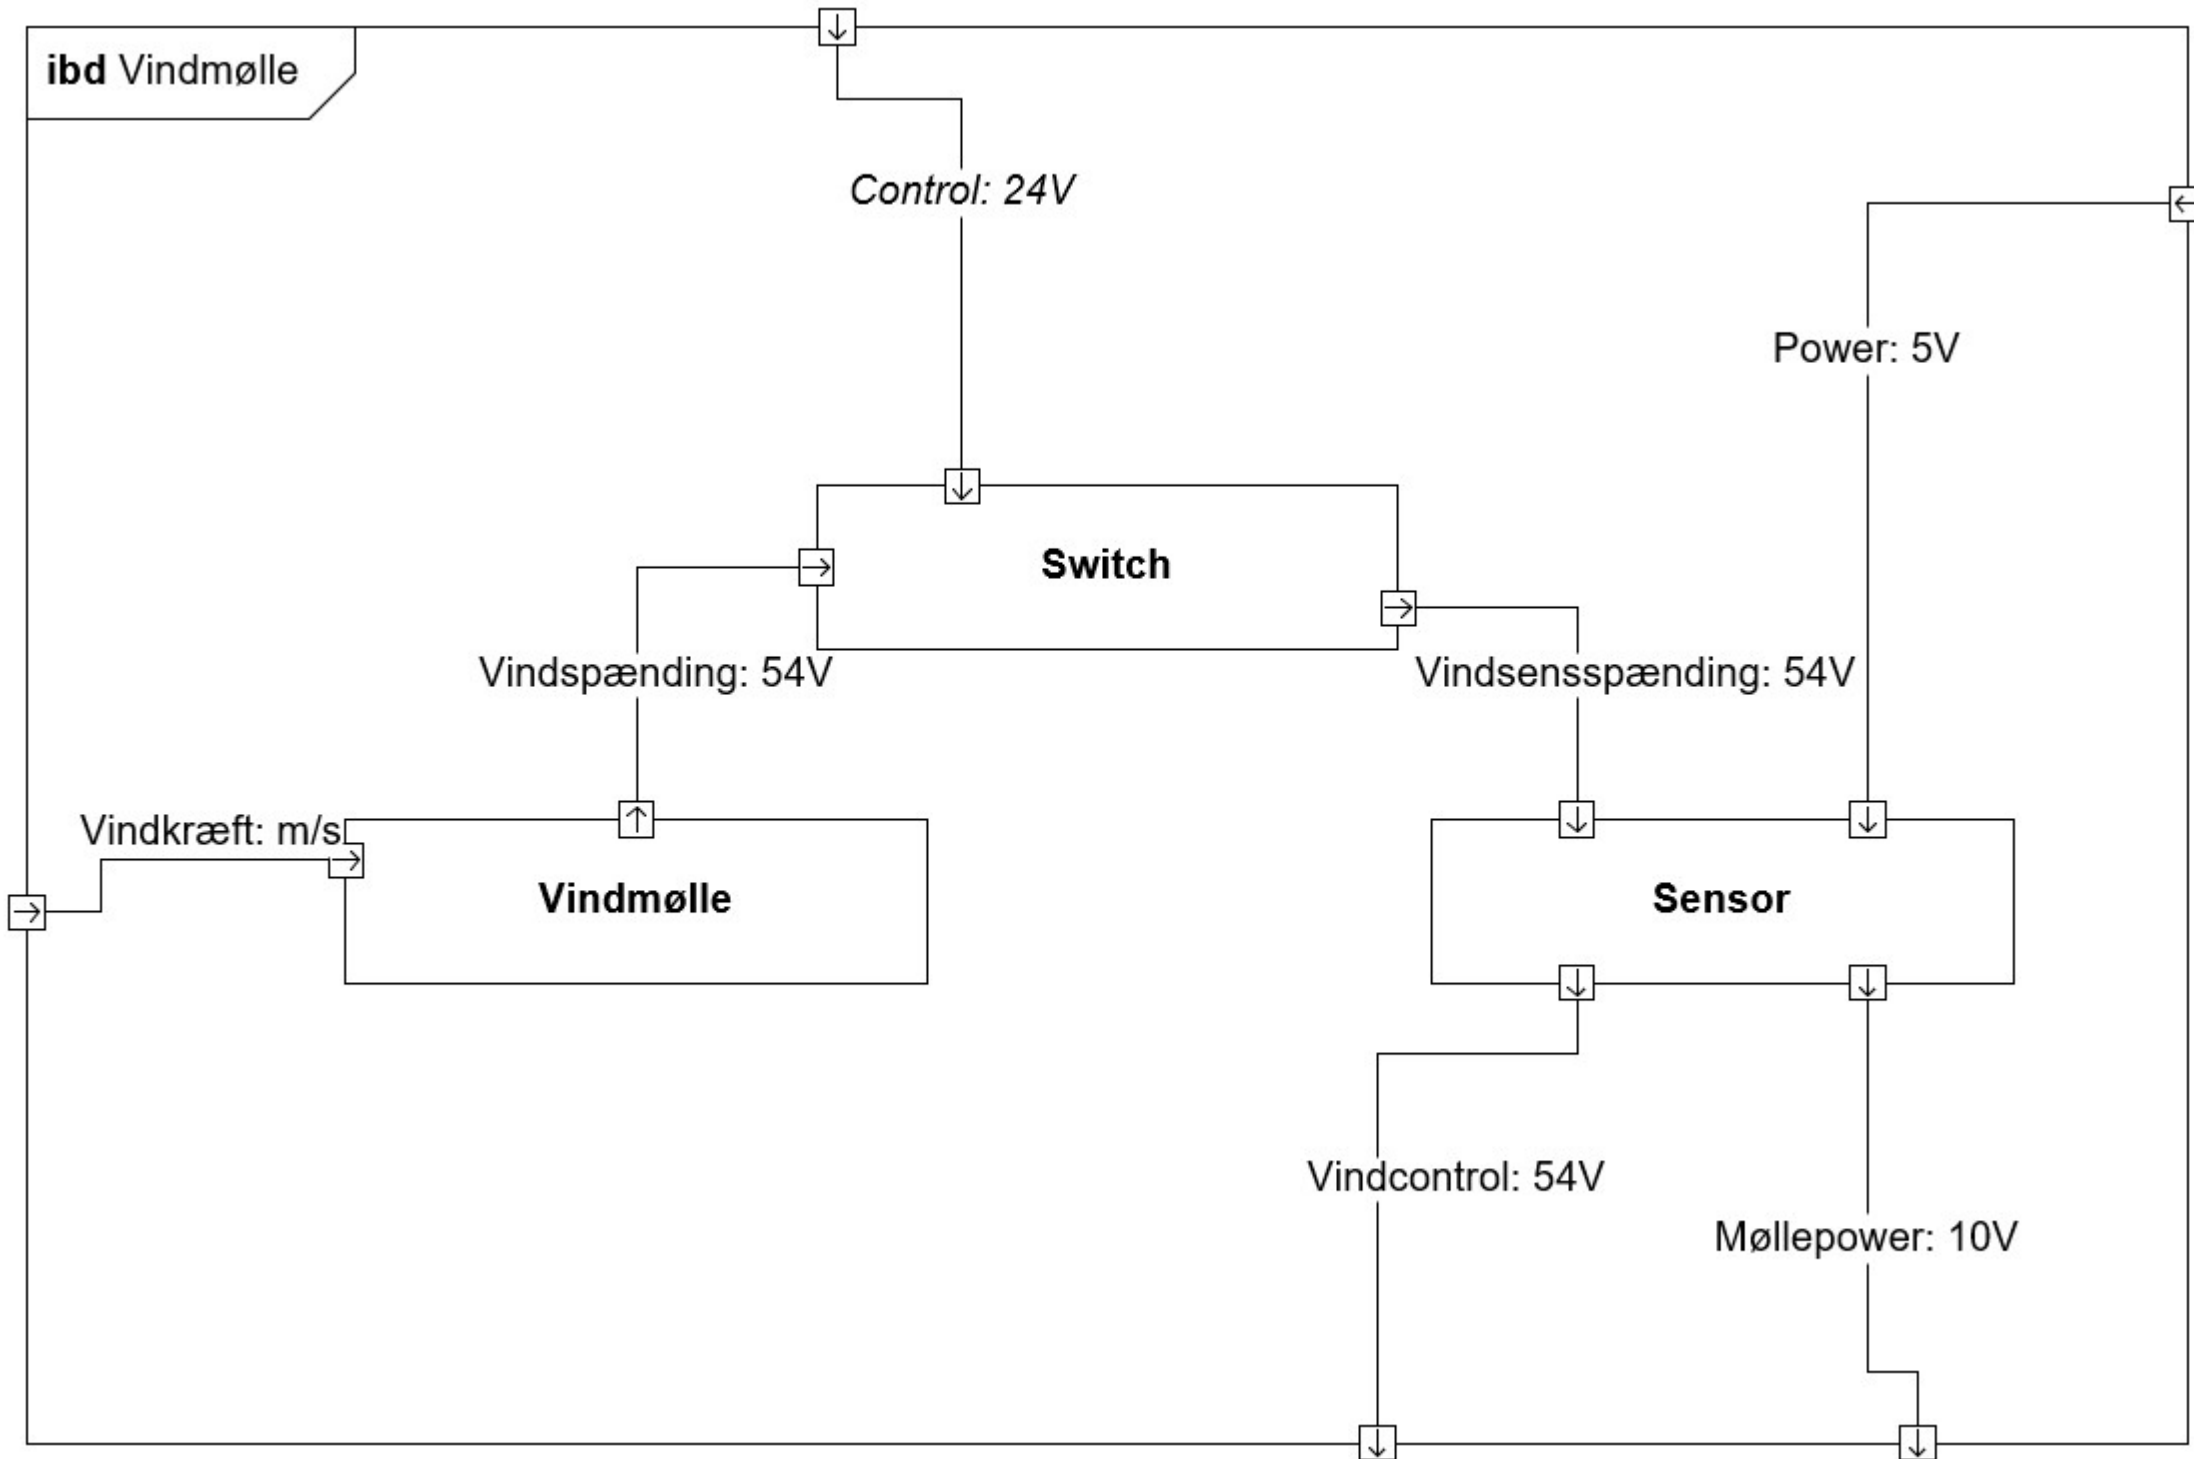 ibd Vindmølle
Control: 24V
Power: 5V
Switch
Vindspænding: 54V
Vindsensspænding: 54V
Vindkræft: m/s
Vindmølle
Sensor
Vindcontrol: 54V
Møllepower: 10V